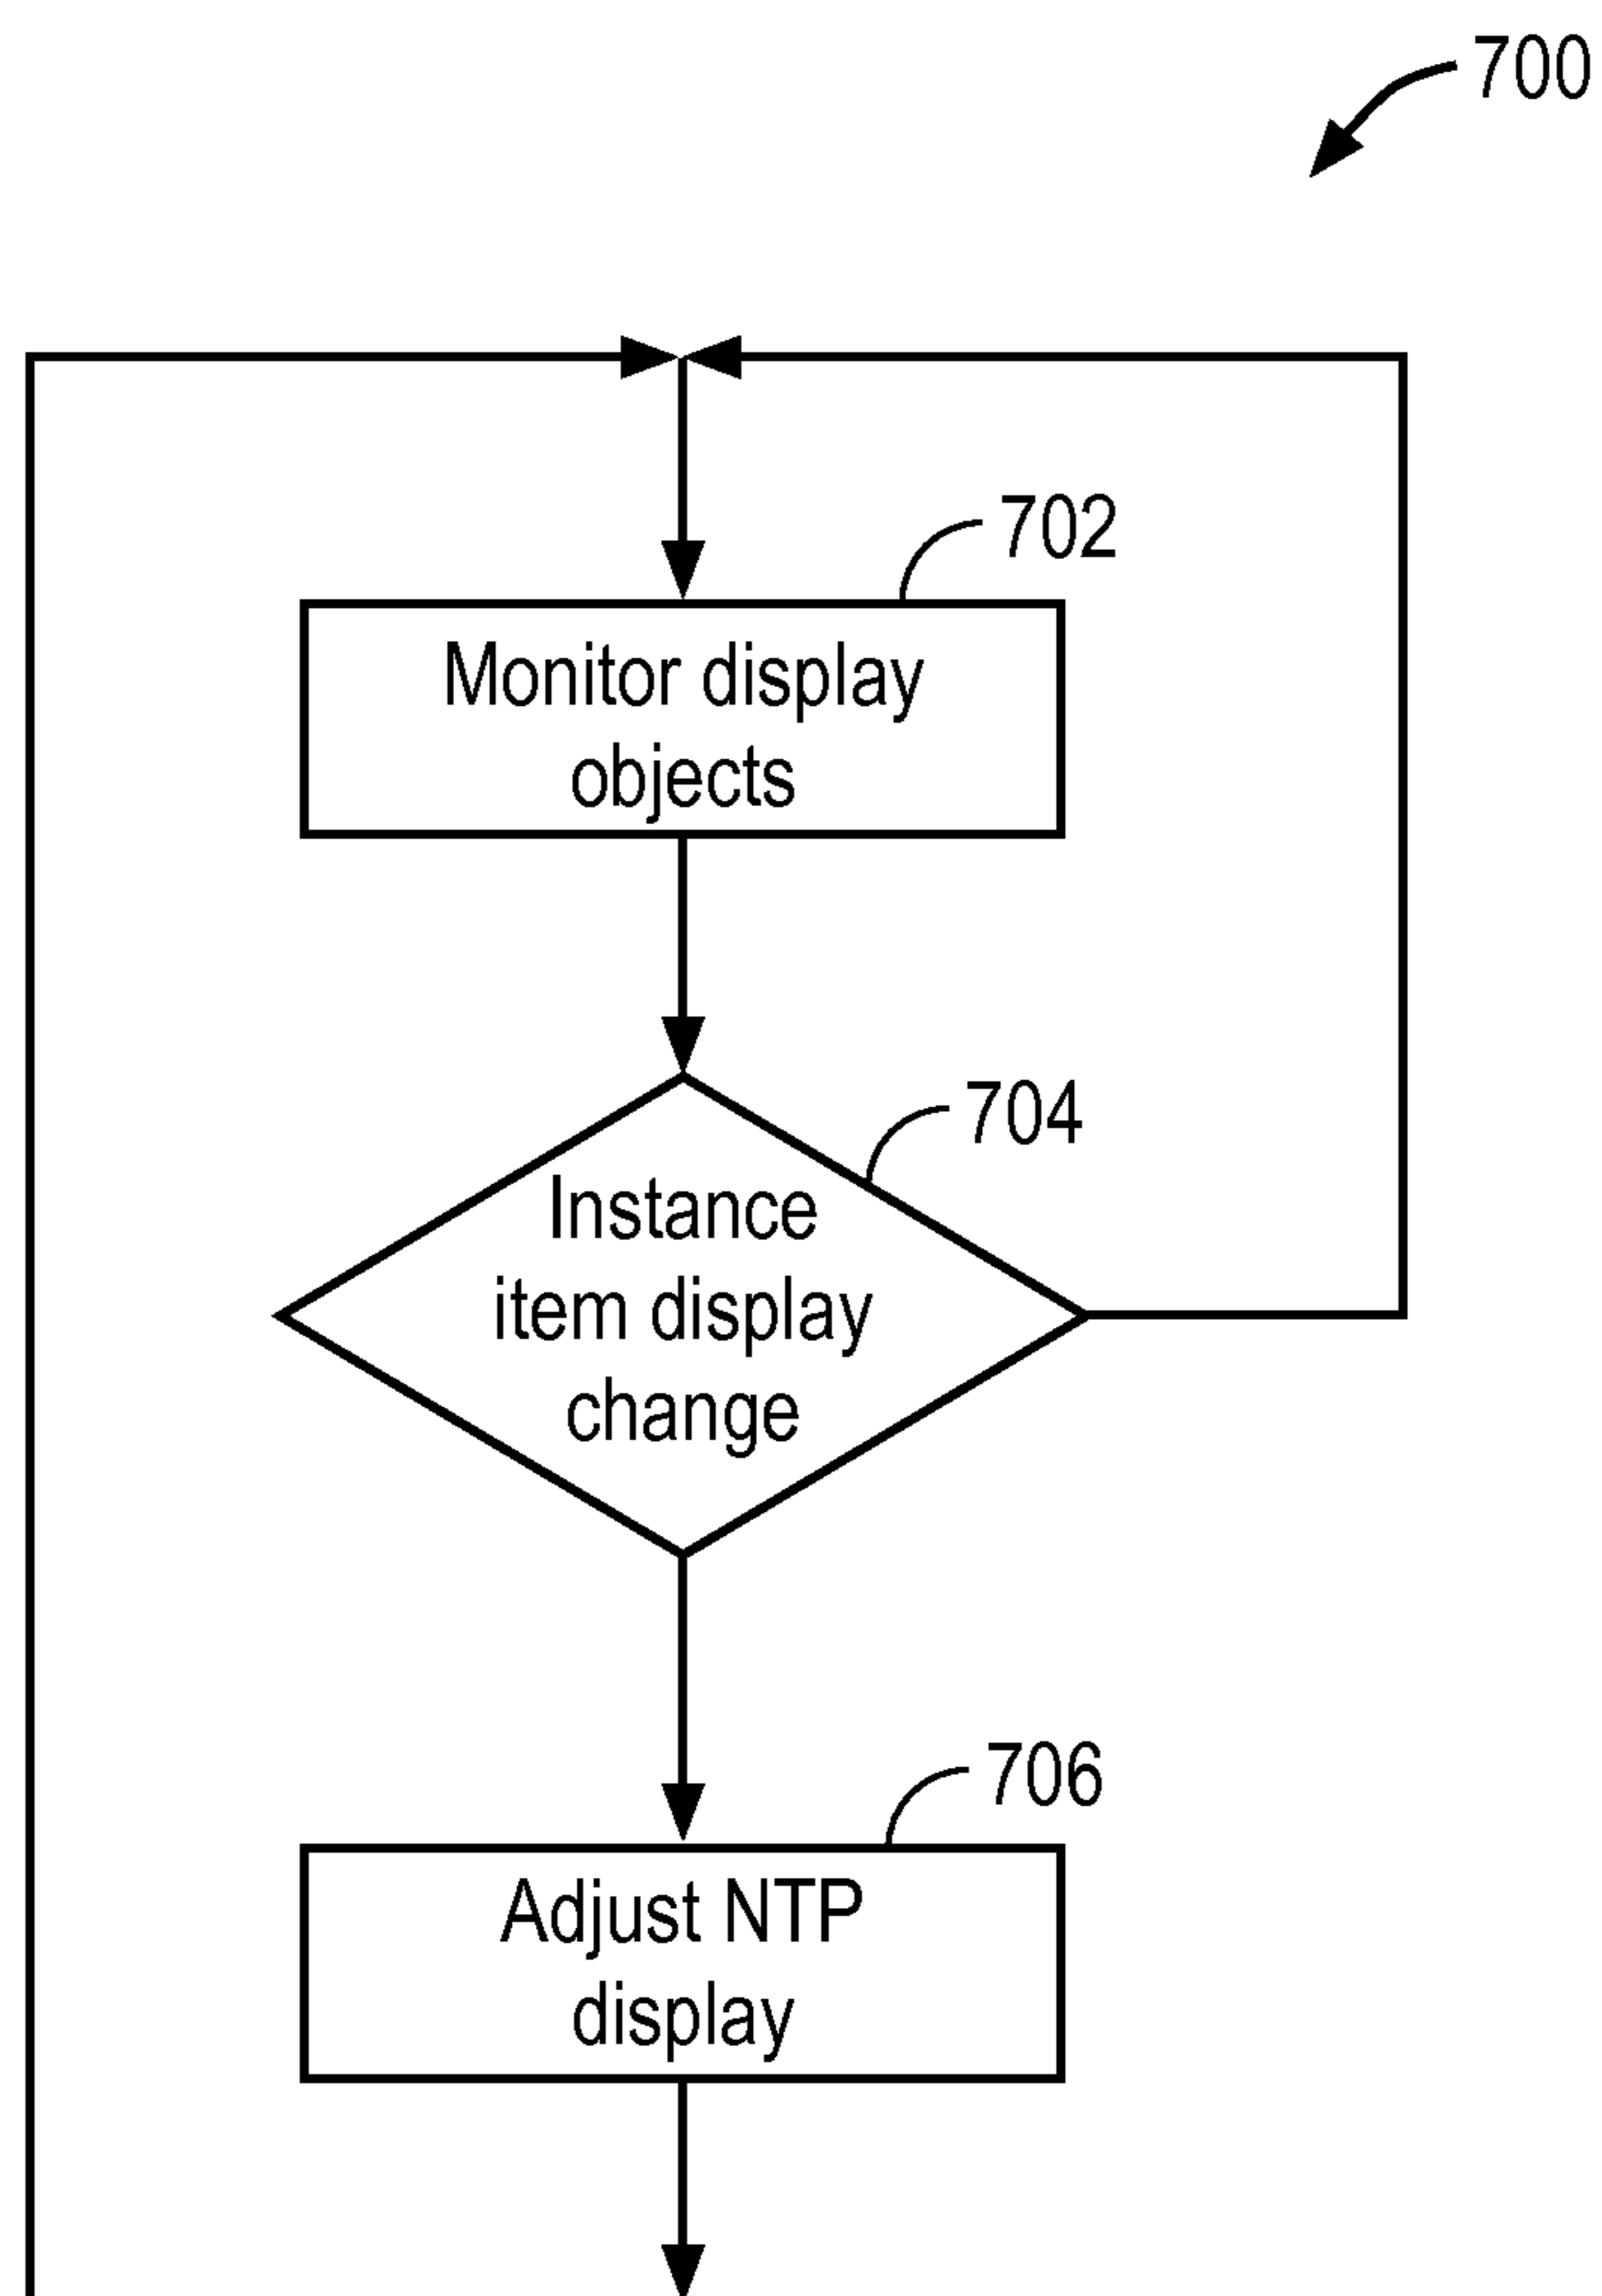 700
702
Monitor display
objects
704
Instance
item display
change
706
Adjust NTP
display